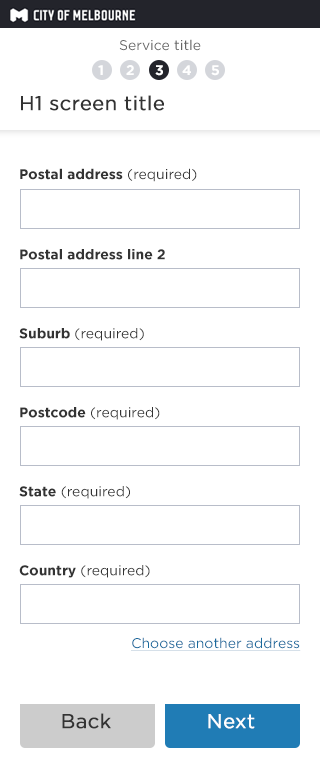 CITY OF MELBOURNE
Service title
1 2 3 4 5
H1 screen title
Postal address (required)
Postal address line 2
Suburb (required)
Postcode (required)
State (required)
Country (required)
Choose another address
Back Next